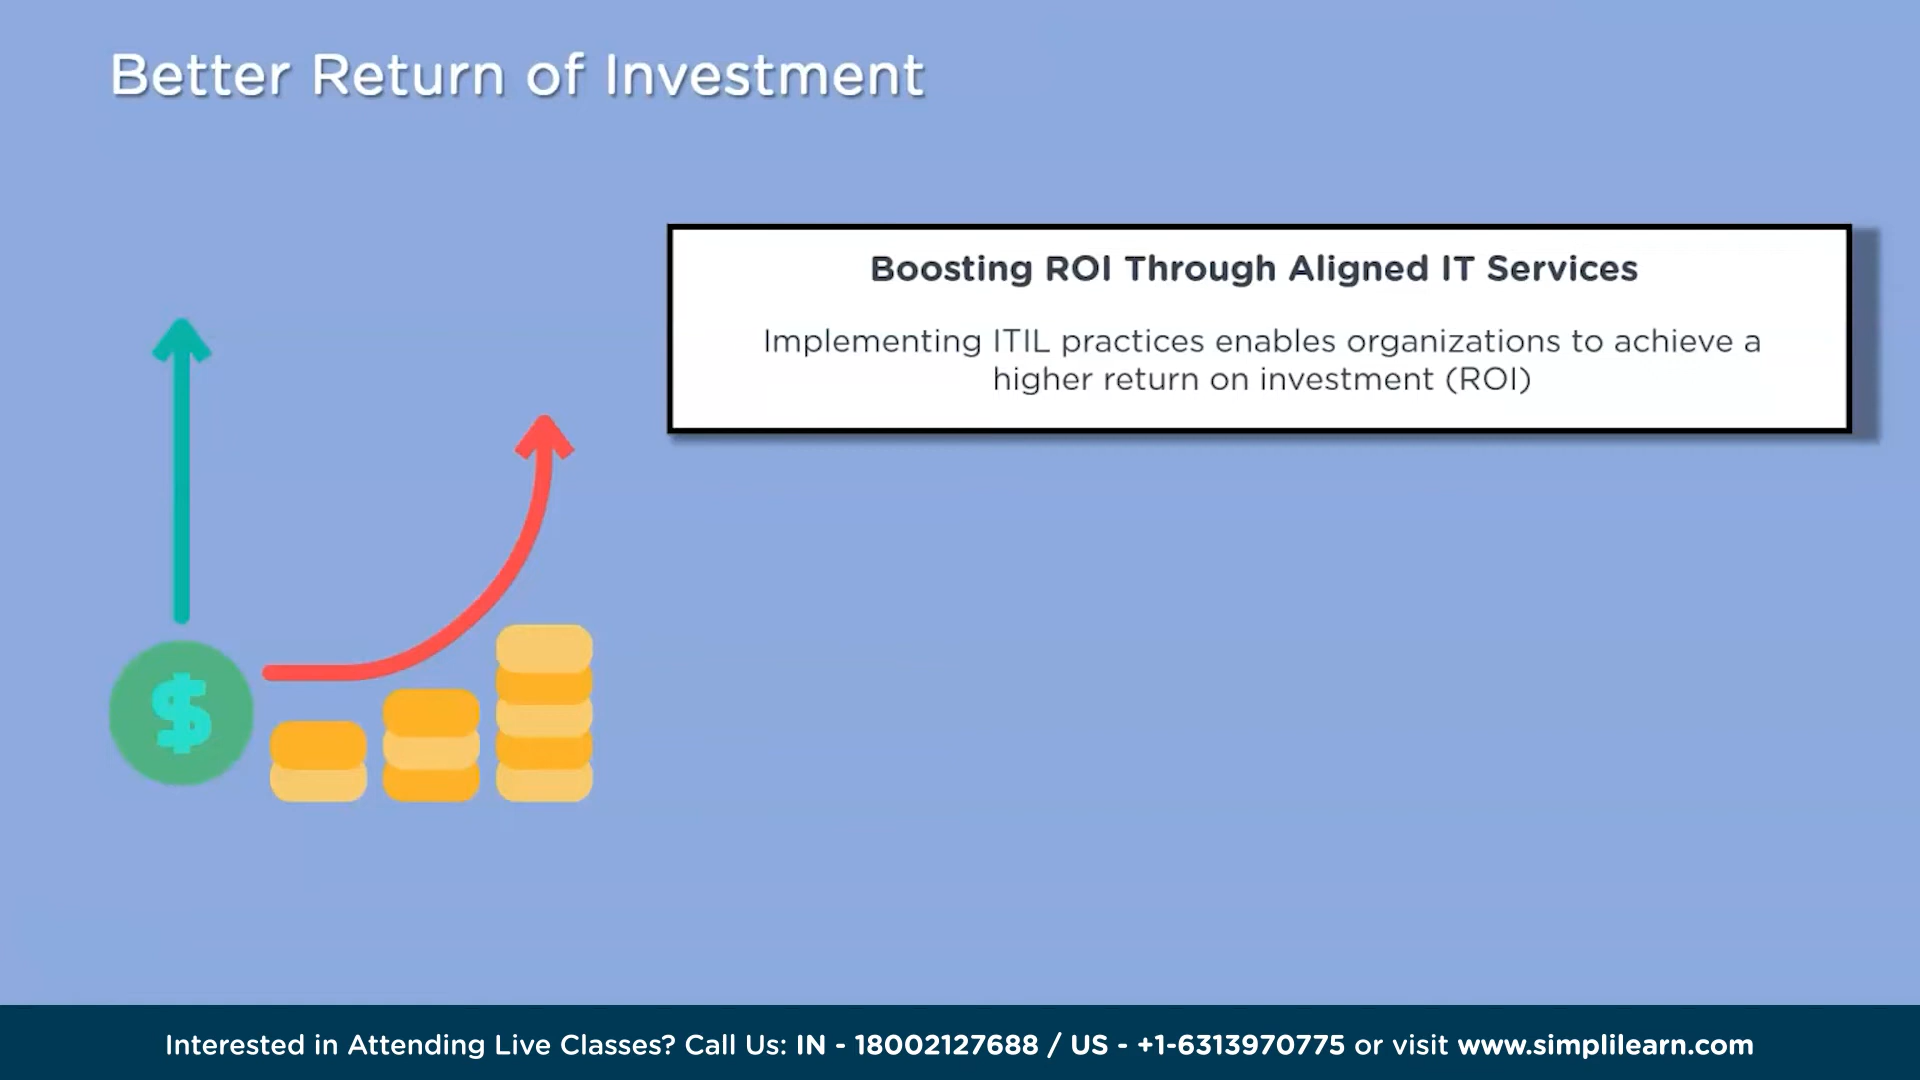 Better Return of Investment
Boosting ROI Through Aligned IT Services
Implementing ITIL practices enables organizations to achieve a
higher return on investment (ROI)
$
Interested in Attending Live Classes? Call Us: IN - 18002127688 / US - +1-6313970775 or visit www.simplilearn.com